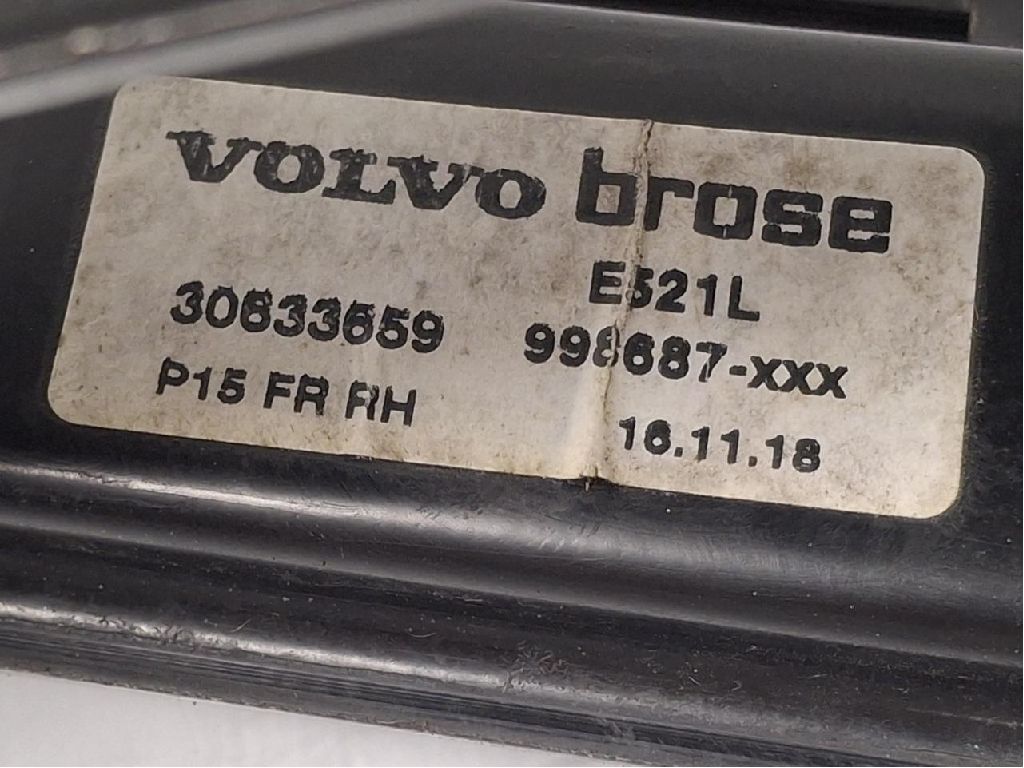 VOLVO brose
E521L
30633659 998687-xxx
P15 FR RH
16.11.18